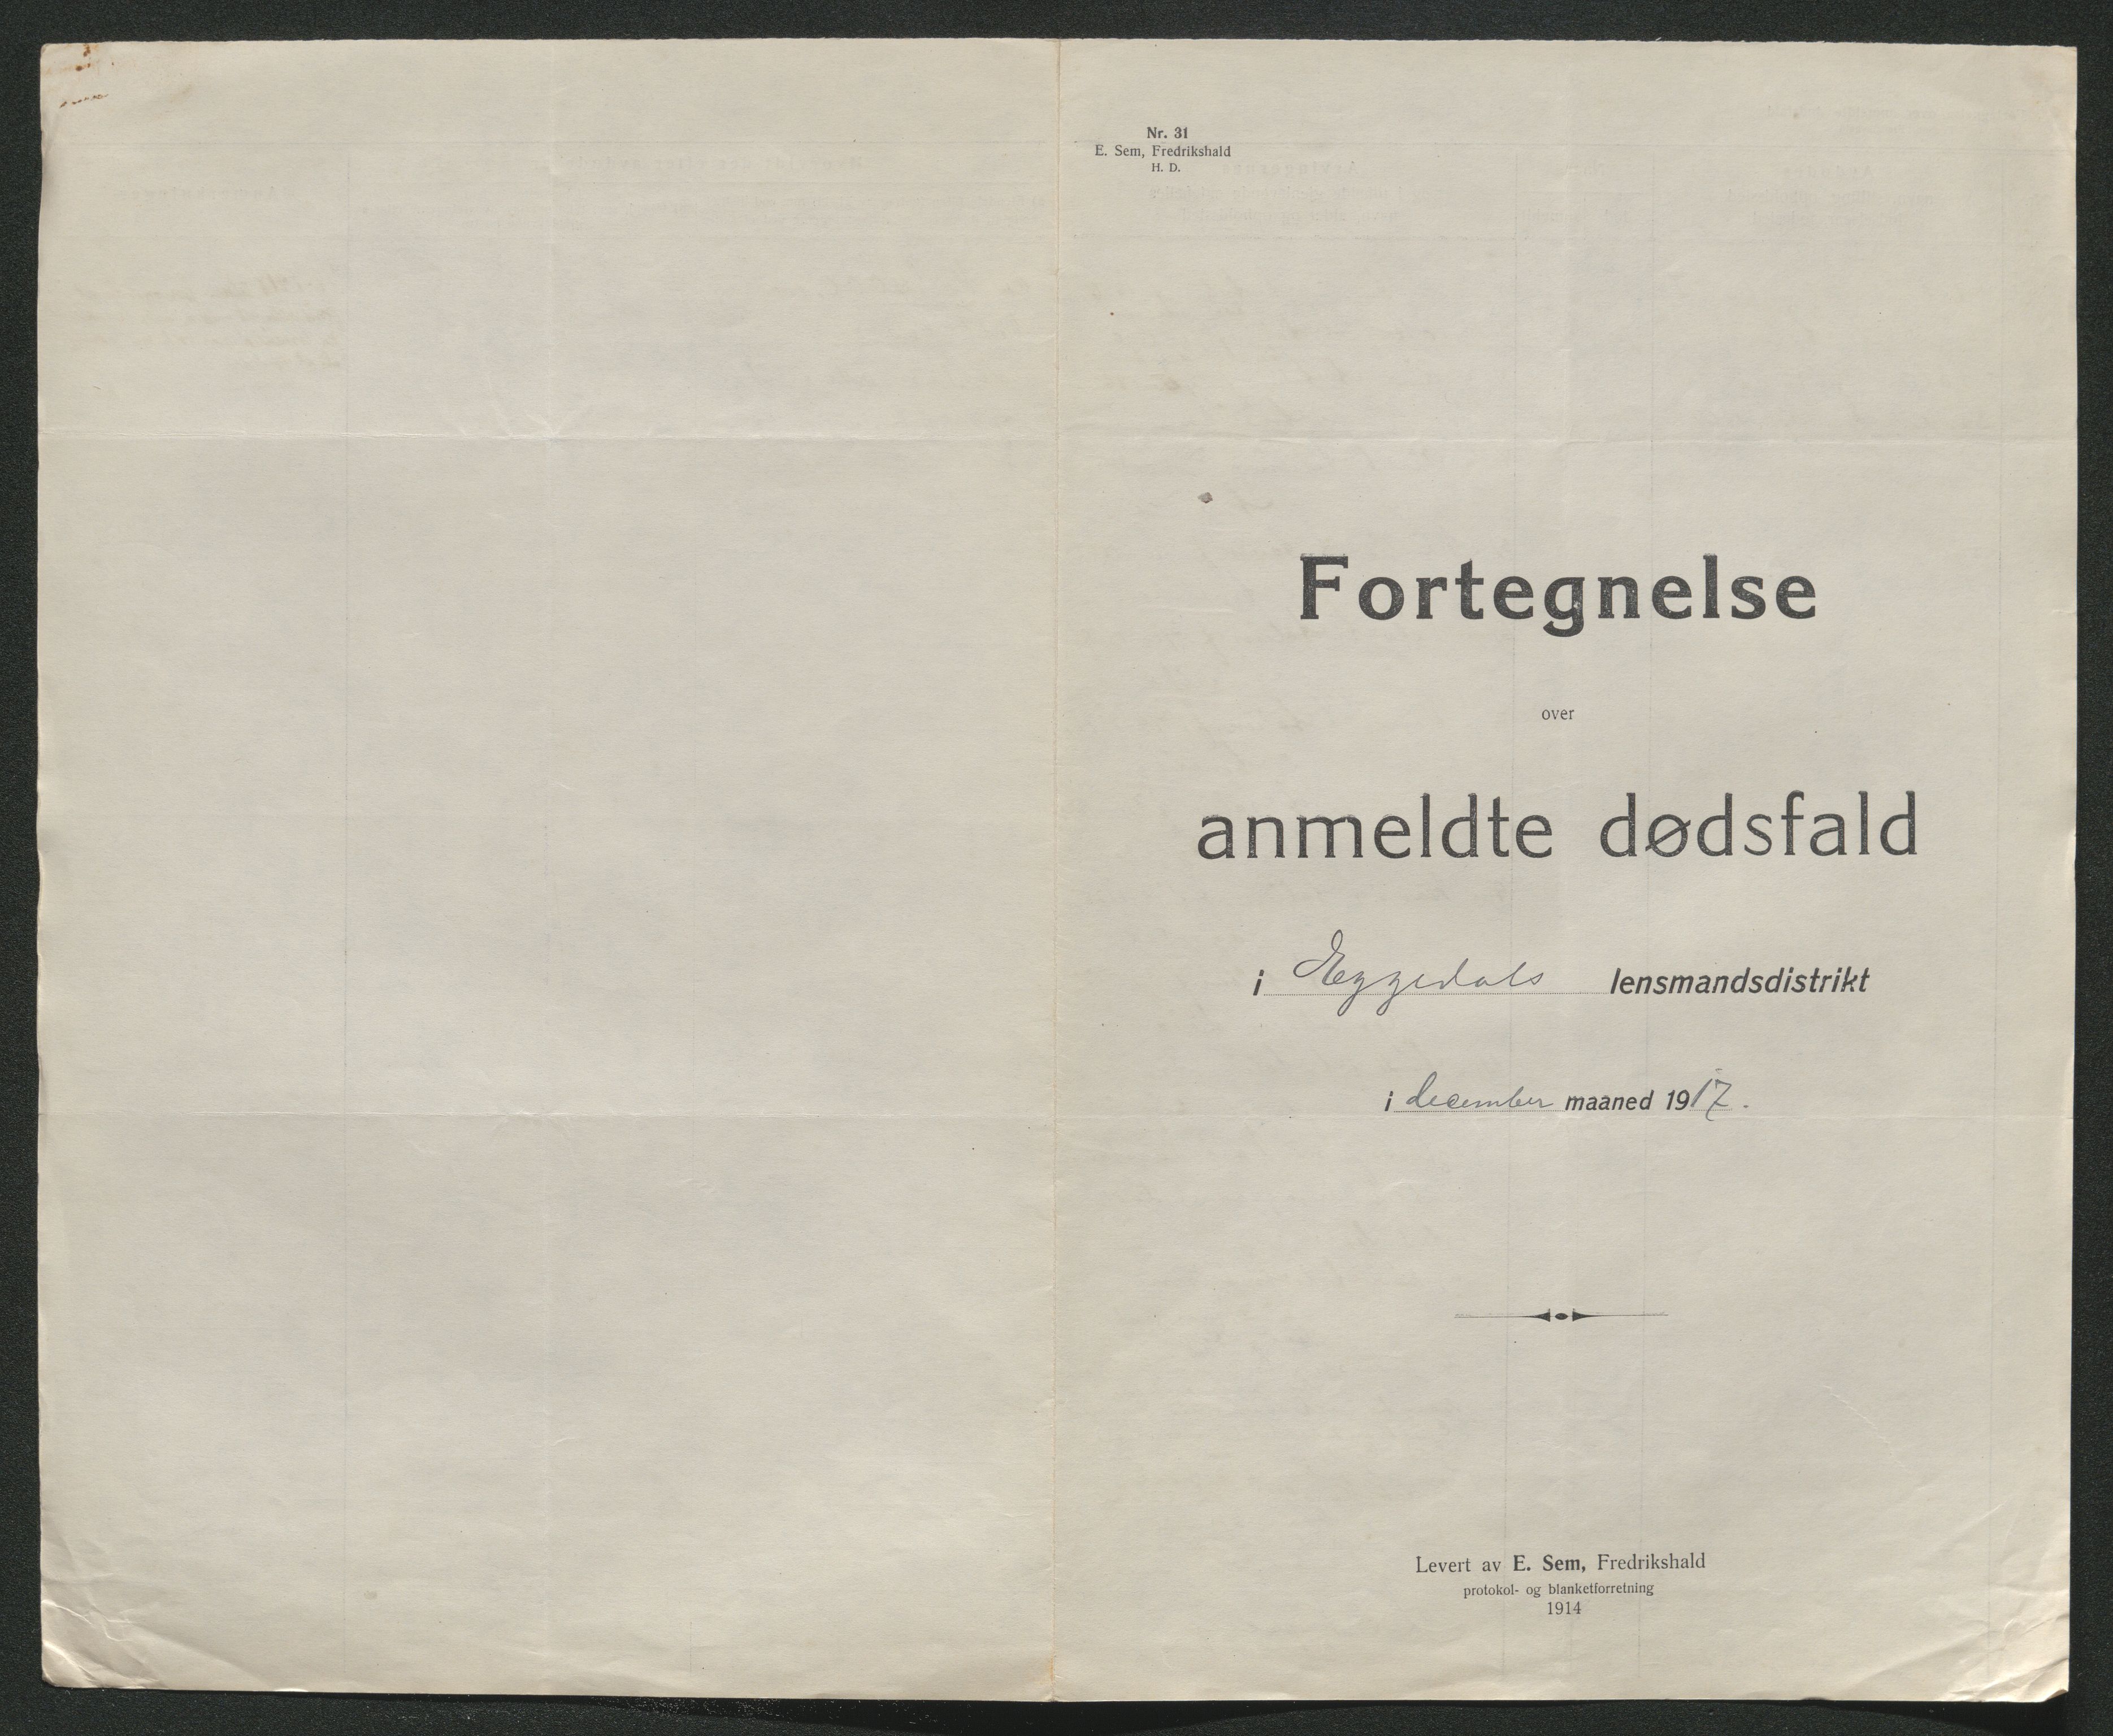 Nr. 31
E. Sem, Fredrikshald
H. D.
Fortegnelse
over
anmeldte dødsfald
i Eggedals lensmandsdistrikt
i december maaned 1917.
Levert av E. Sem, Fredrikshald
protokol- og blanketforretning
1914